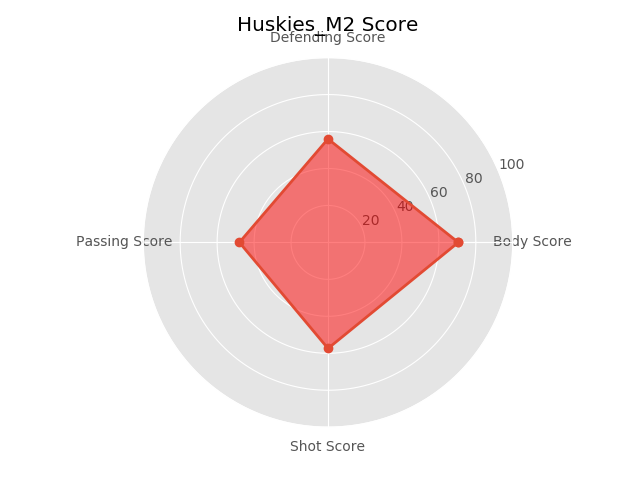 Huskies_M2 Score
Defending Score
100
80
60
40
20
Passing Score
Body Score
Shot Score